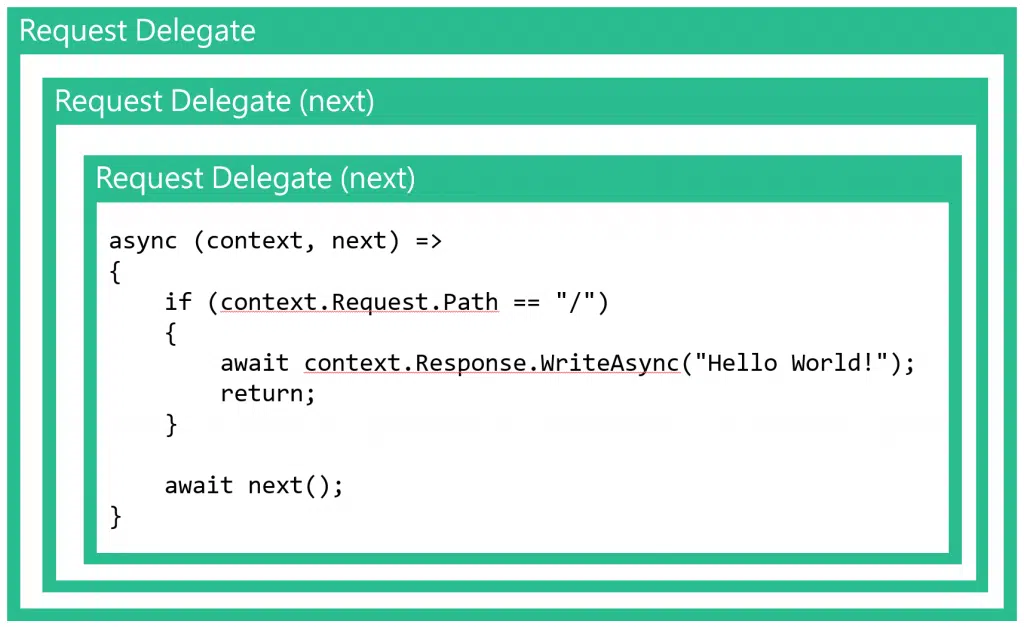 Request Delegate
Request Delegate (next)
Request Delegate (next)
async (context, next) =>
{
    if (context.Request.Path == "/")
    {
        await context.Response.WriteAsync("Hello World!");
        return;
    }

    await next();
}